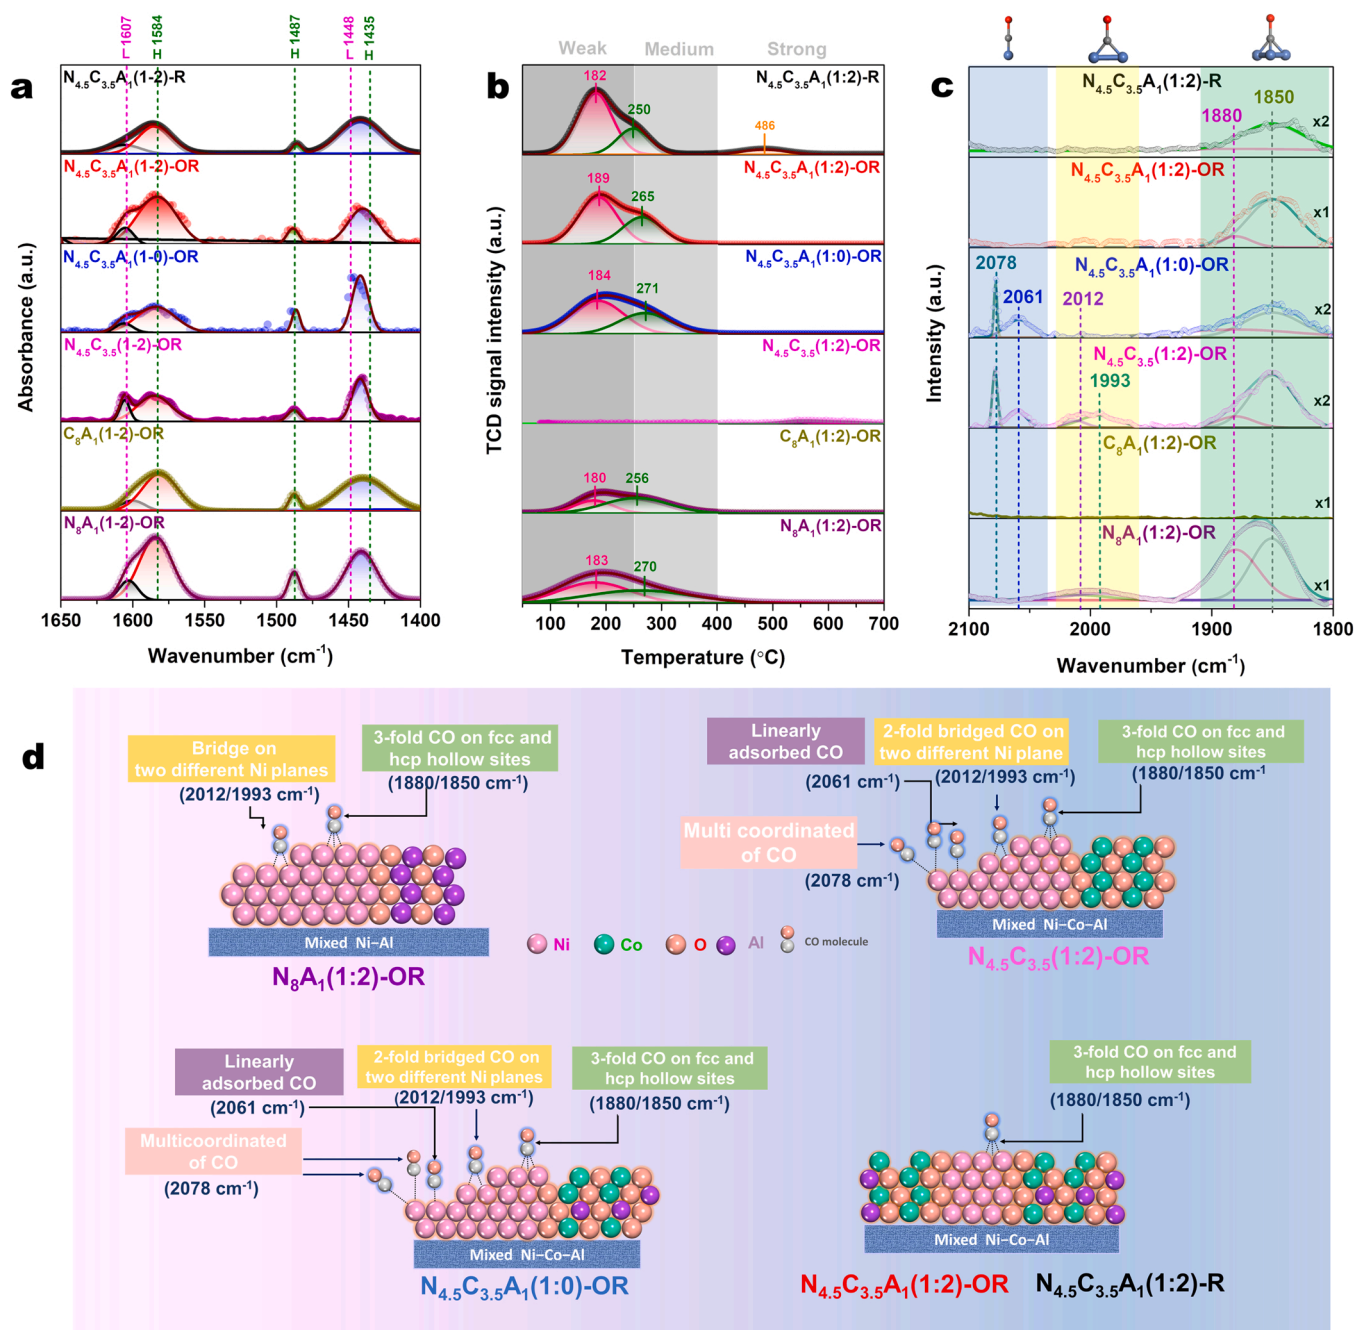 a
1607
1584
1487
1448
1435
N4.5C3.5A1(1-2)-R
N4.5C3.5A1(1-2)-OR
N4.5C3.5A1(1-0)-OR
N4.5C3.5(1-2)-OR
C8A1(1-2)-OR
N8A1(1-2)-OR
Absorbance (a.u.)
1650 1600 1550 1500 1450 1400
Wavenumber (cm-1)
b
Weak Medium Strong
N4.5C3.5A1(1:2)-R
182
250
486
N4.5C3.5A1(1:2)-OR
189
265
N4.5C3.5A1(1:0)-OR
184
271
N4.5C3.5(1:2)-OR
C8A1(1:2)-OR
180
256
N8A1(1:2)-OR
183
270
TCD signal intensity (a.u.)
100 200 300 400 500 600 700
Temperature (°C)
c
N4.5C3.5A1(1:2)-R
1880
1850
x2
N4.5C3.5A1(1:2)-OR
x1
N4.5C3.5A1(1:0)-OR
2078
2061
2012
x2
N4.5C3.5(1:2)-OR
1993
x2
C8A1(1:2)-OR
x1
N8A1(1:2)-OR
x1
Intensity (a.u.)
2100 2000 1900 1800
Wavenumber (cm-1)
d
Bridge on
two different Ni planes
(2012/1993 cm-1)
3-fold CO on fcc and
hcp hollow sites
(1880/1850 cm-1)
Mixed Ni–Al
N8A1(1:2)-OR
Linearly
adsorbed CO
(2061 cm-1)
2-fold bridged CO on
two different Ni plane
(2012/1993 cm-1)
3-fold CO on fcc and
hcp hollow sites
(1880/1850 cm-1
Multi coordinated
of CO
(2078 cm-1)
Mixed Ni–Co–Al
N4.5C3.5(1:2)-OR
Ni Co O Al CO molecule
Linearly
adsorbed CO
(2061 cm-1)
2-fold bridged CO on
two different Ni planes
(2012/1993 cm-1)
3-fold CO on fcc and
hcp hollow sites
(1880/1850 cm-1)
Multicoordinated
of CO
(2078 cm-1)
Mixed Ni–Co–Al
N4.5C3.5A1(1:0)-OR
3-fold CO on fcc and
hcp hollow sites
(1880/1850 cm-1)
Mixed Ni–Co–Al
N4.5C3.5A1(1:2)-OR N4.5C3.5A1(1:2)-R